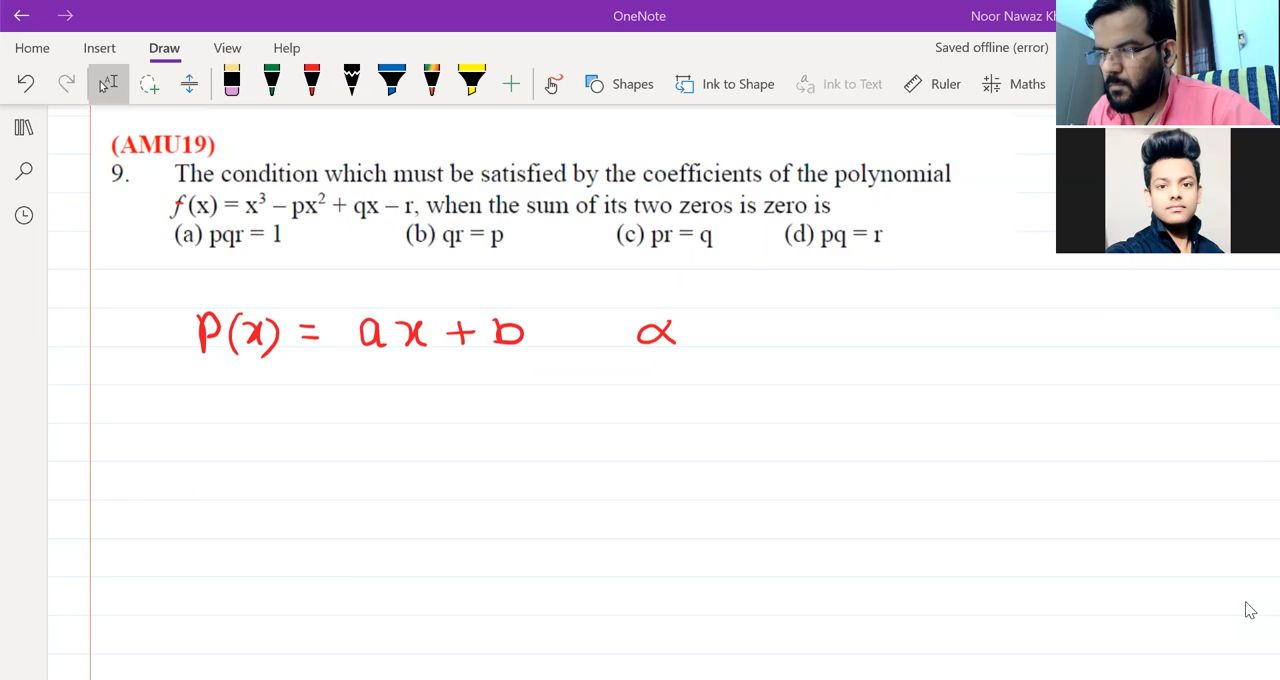 OneNote
Noor Nawaz Kh
Home Insert Draw View Help
Saved offline (error)
Shapes Ink to Shape Ink to Text Ruler Maths
(AMU19)
9. The condition which must be satisfied by the coefficients of the polynomial
f(x) = x³ – px² + qx – r, when the sum of its two zeros is zero is
(a) pqr = 1 (b) qr = p (c) pr = q (d) pq = r
P(x) = ax + b α